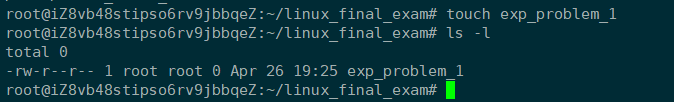 root@iZ8vb48stipso6rv9jbbqeZ:~/linux_final_exam# touch exp_problem_1
root@iZ8vb48stipso6rv9jbbqeZ:~/linux_final_exam# ls -l
total 0
-rw-r--r-- 1 root root 0 Apr 26 19:25 exp_problem_1
root@iZ8vb48stipso6rv9jbbqeZ:~/linux_final_exam#